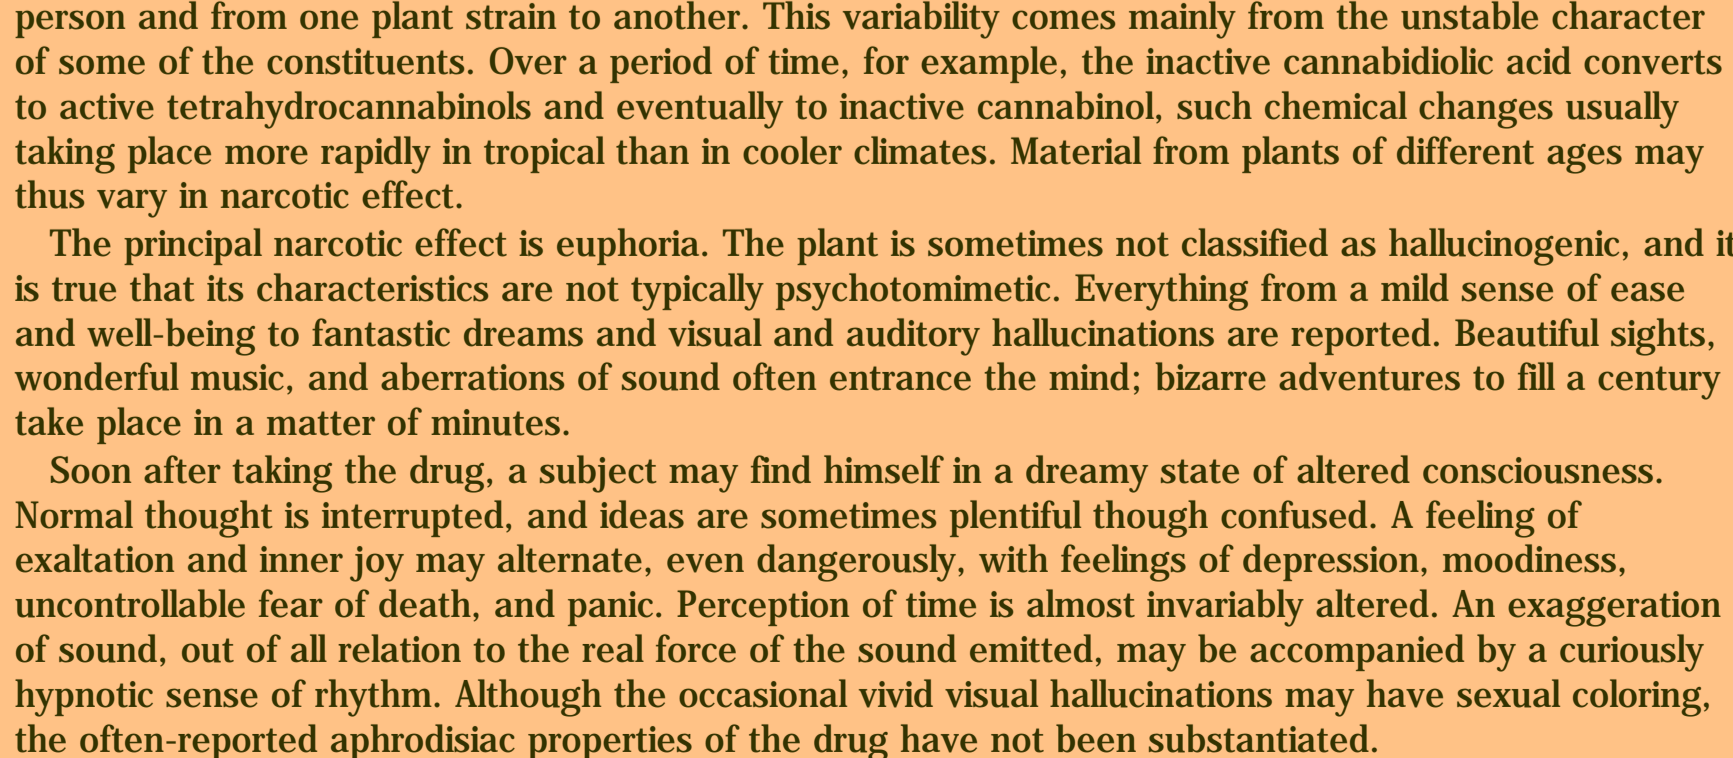 person and from one plant strain to another. This variability comes mainly from the unstable character
of some of the constituents. Over a period of time, for example, the inactive cannabidiolic acid converts
to active tetrahydrocannabinols and eventually to inactive cannabinol, such chemical changes usually
taking place more rapidly in tropical than in cooler climates. Material from plants of different ages may
thus vary in narcotic effect.
The principal narcotic effect is euphoria. The plant is sometimes not classified as hallucinogenic, and it
is true that its characteristics are not typically psychotomimetic. Everything from a mild sense of ease
and well-being to fantastic dreams and visual and auditory hallucinations are reported. Beautiful sights,
wonderful music, and aberrations of sound often entrance the mind; bizarre adventures to fill a century
take place in a matter of minutes.
Soon after taking the drug, a subject may find himself in a dreamy state of altered consciousness.
Normal thought is interrupted, and ideas are sometimes plentiful though confused. A feeling of
exaltation and inner joy may alternate, even dangerously, with feelings of depression, moodiness,
uncontrollable fear of death, and panic. Perception of time is almost invariably altered. An exaggeration
of sound, out of all relation to the real force of the sound emitted, may be accompanied by a curiously
hypnotic sense of rhythm. Although the occasional vivid visual hallucinations may have sexual coloring,
the often-reported aphrodisiac properties of the drug have not been substantiated.